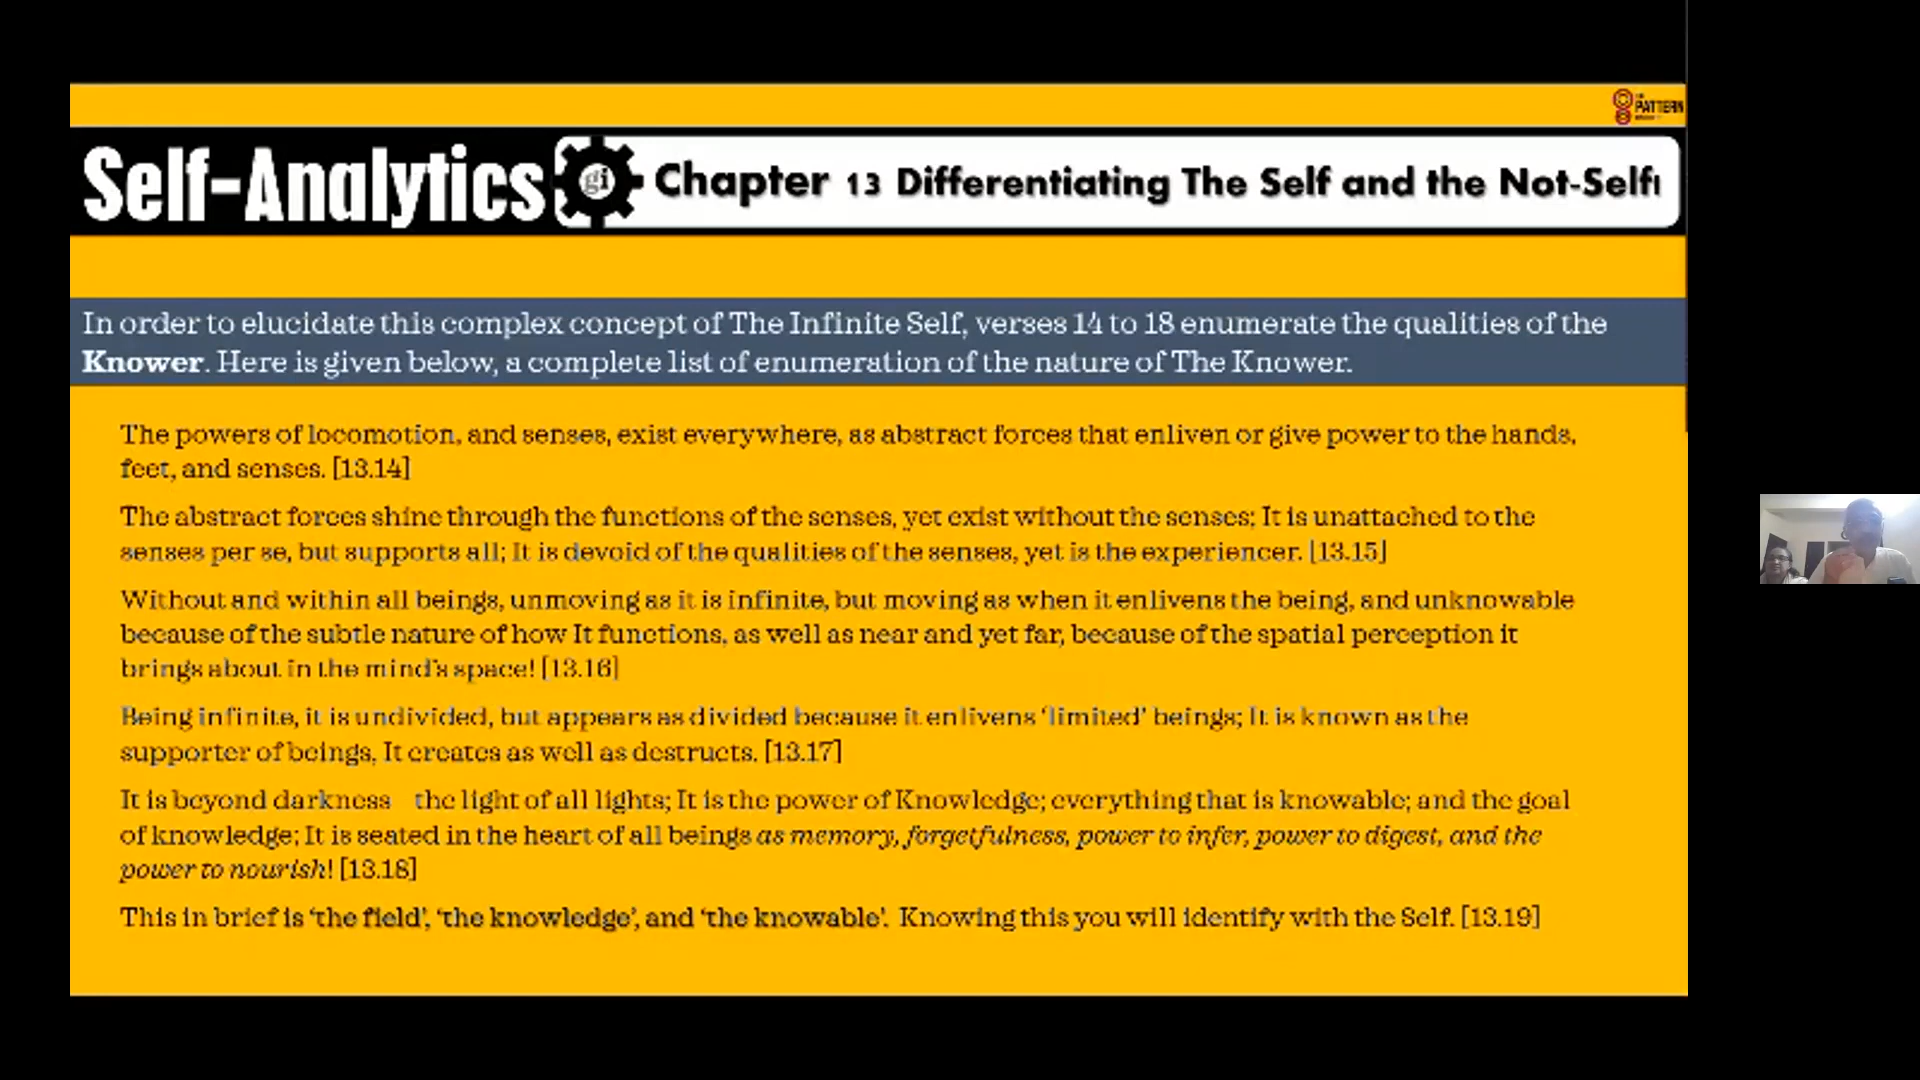 PATTERN
Self-Analytics gi Chapter 13 Differentiating The Self and the Not-Self!
In order to elucidate this complex concept of The Infinite Self, verses 14 to 18 enumerate the qualities of the
Knower. Here is given below, a complete list of enumeration of the nature of The Knower.
The powers of locomotion, and senses, exist everywhere, as abstract forces that enliven or give power to the hands,
feet, and senses. [13.14]
The abstract forces shine through the functions of the senses, yet exist without the senses; It is unattached to the
senses per se, but supports all; It is devoid of the qualities of the senses, yet is the experiencer. [13.15]
Without and within all beings, unmoving as it is infinite, but moving as when it enlivens the being, and unknowable
because of the subtle nature of how It functions, as well as near and yet far, because of the spatial perception it
brings about in the mind's space! [13.16]
Being infinite, it is undivided, but appears as divided because it enlivens 'limited' beings; It is known as the
supporter of beings, It creates as well as destructs. [13.17]
It is beyond darkness the light of all lights; It is the power of Knowledge; everything that is knowable; and the goal
of knowledge; It is seated in the heart of all beings as memory, forgetfulness, power to infer, power to digest, and the
power to nourish! [13.18]
This in brief is 'the field', 'the knowledge', and 'the knowable'. Knowing this you will identify with the Self. [13.19]